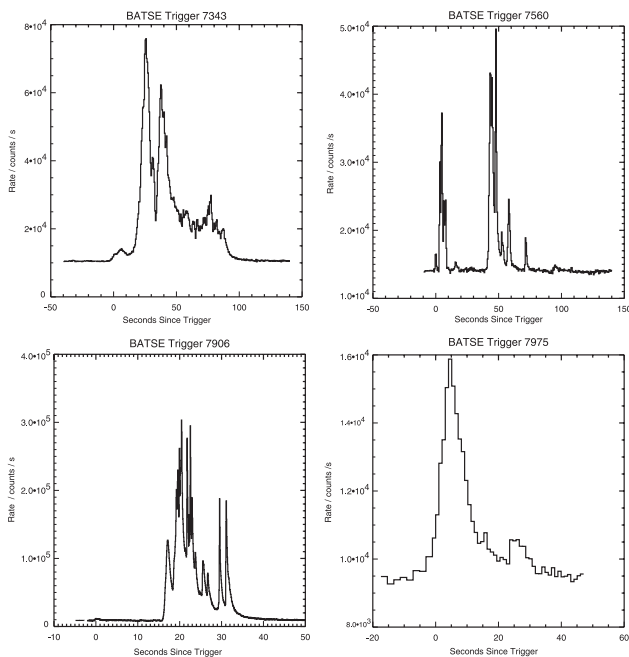 BATSE Trigger 7343
8•10⁴
6•10⁴
4•10⁴
2•10⁴
0
Rate / counts / s
-50 0 50 100 150
Seconds Since Trigger
BATSE Trigger 7560
5.0•10⁴
4.0•10⁴
3.0•10⁴
2.0•10⁴
1.0•10⁴
Rate / counts /s
-50 0 50 100 150
Seconds Since Trigger
BATSE Trigger 7906
4.0•10⁵
3.0•10⁵
2.0•10⁵
1.0•10⁵
0
Rate / counts / s
-10 0 10 20 30 40 50
Seconds Since Trigger
BATSE Trigger 7975
1.6•10⁴
1.4•10⁴
1.2•10⁴
1.0•10⁴
8.0•10³
Rate / counts / s
-20 0 20 40 60
Seconds Since Trigger